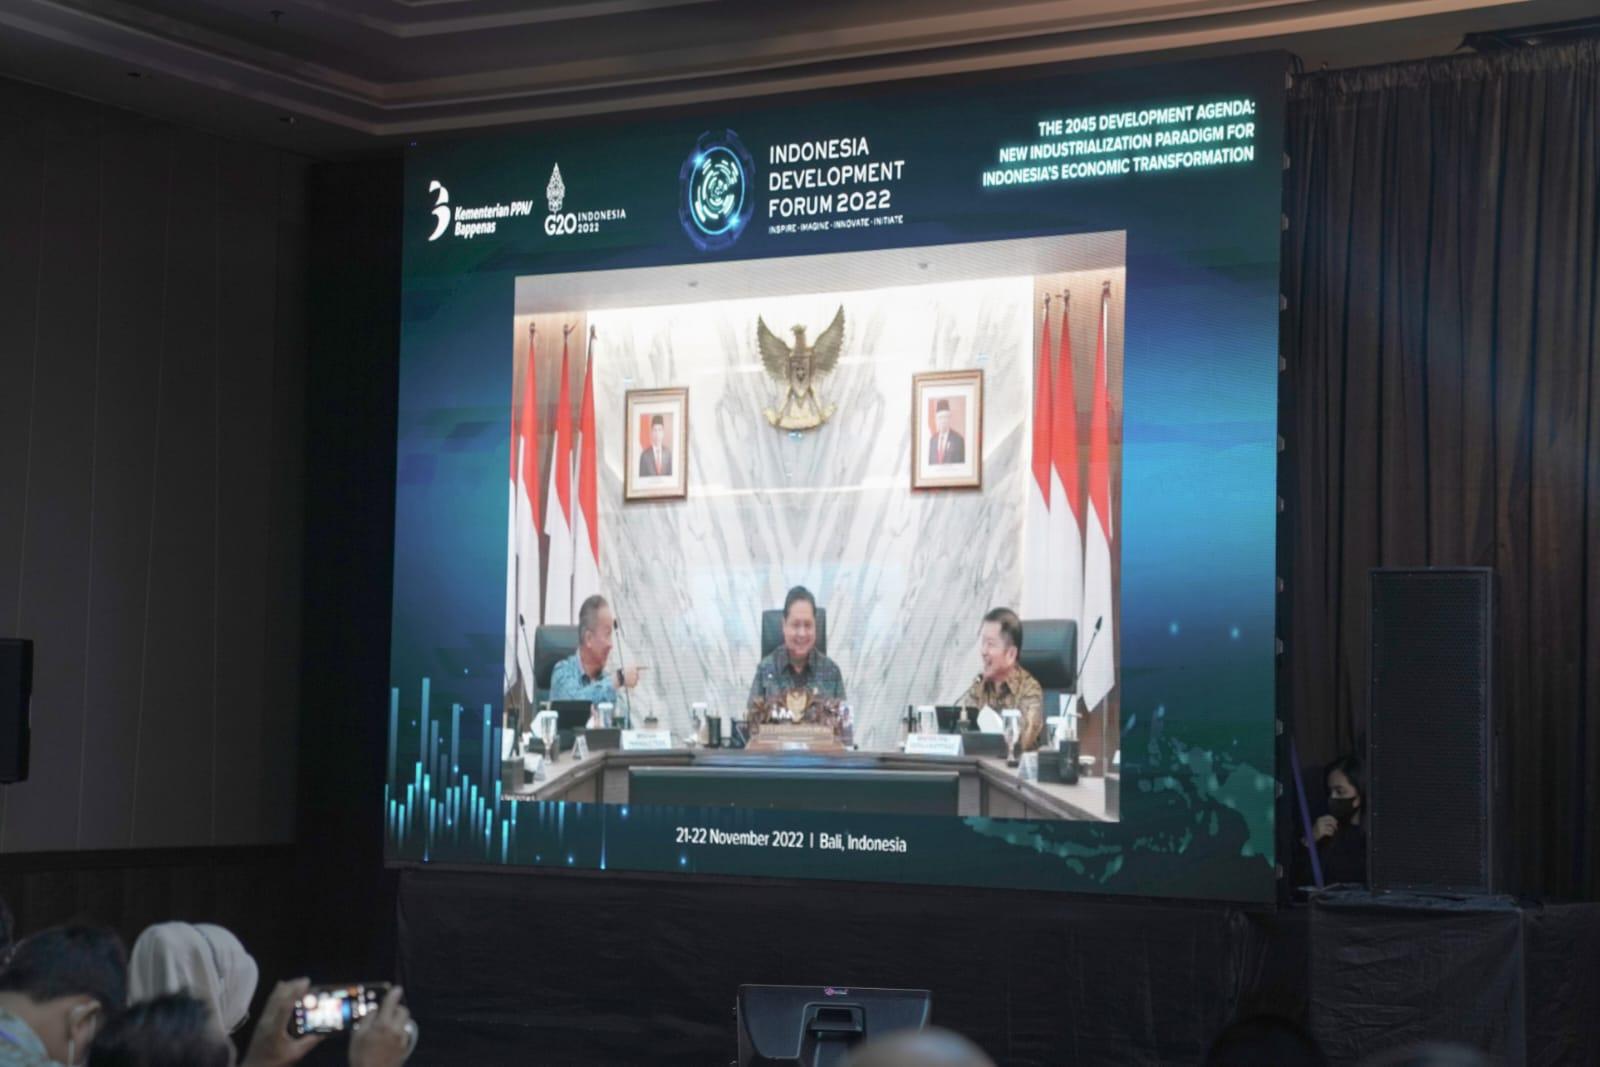 Kementerian PPN/
Bappenas
G20 INDONESIA
2022
INDONESIA
DEVELOPMENT
FORUM 2022
INSPIRE · IMAGINE · INNOVATE · INITIATE
THE 2045 DEVELOPMENT AGENDA:
NEW INDUSTRIALIZATION PARADIGM FOR
INDONESIA'S ECONOMIC TRANSFORMATION
21-22 November 2022 | Bali, Indonesia